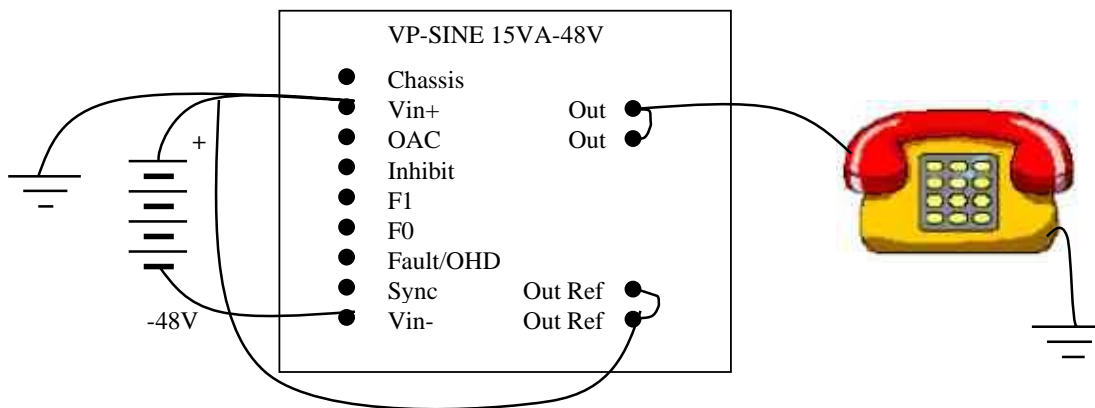 VP-SINE 15VA-48V
Chassis
Vin+
Out
+
OAC
Out
Inhibit
F1
F0
Fault/OHD
Sync
Out Ref
-48V
Vin-
Out Ref